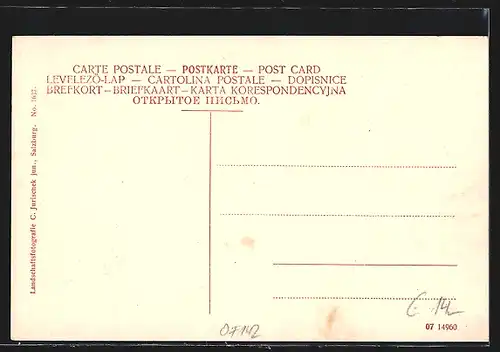 CARTE POSTALE — POSTKARTE — POST CARD
LEVELEZŐ-LAP — CARTOLINA POSTALE — DOPISNICE
BREFKORT — BRIEFKAART — KARTA KORESPONDENCYJNA
ОТКРЫТОЕ ПИСЬМО.
Landschaftsfotografie C. Jurischek jun., Salzburg. No. 1637.
07 14960